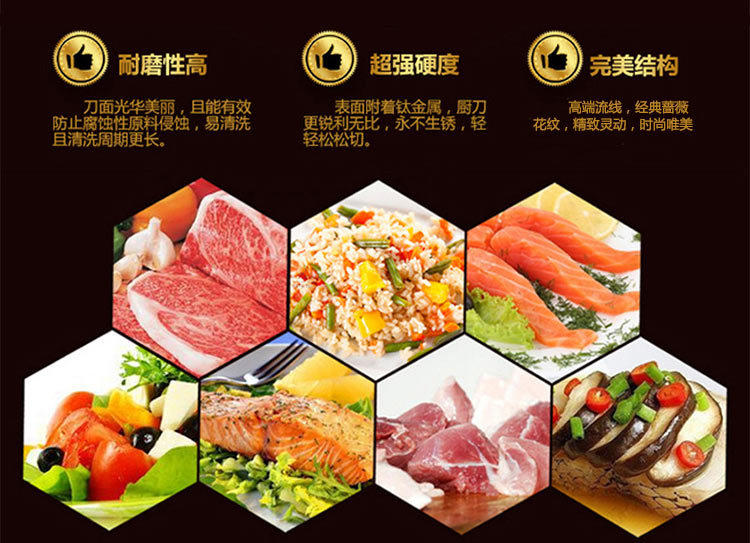 耐磨性高
刀面光华美丽，且能有效
防止腐蚀性原料侵蚀，易清洗
且清洗周期更长。
超强硬度
表面附着钛金属，厨刀
更锐利无比，永不生锈，轻
轻松松切。
完美结构
高端流线，经典蔷薇
花纹，精致灵动，时尚唯美